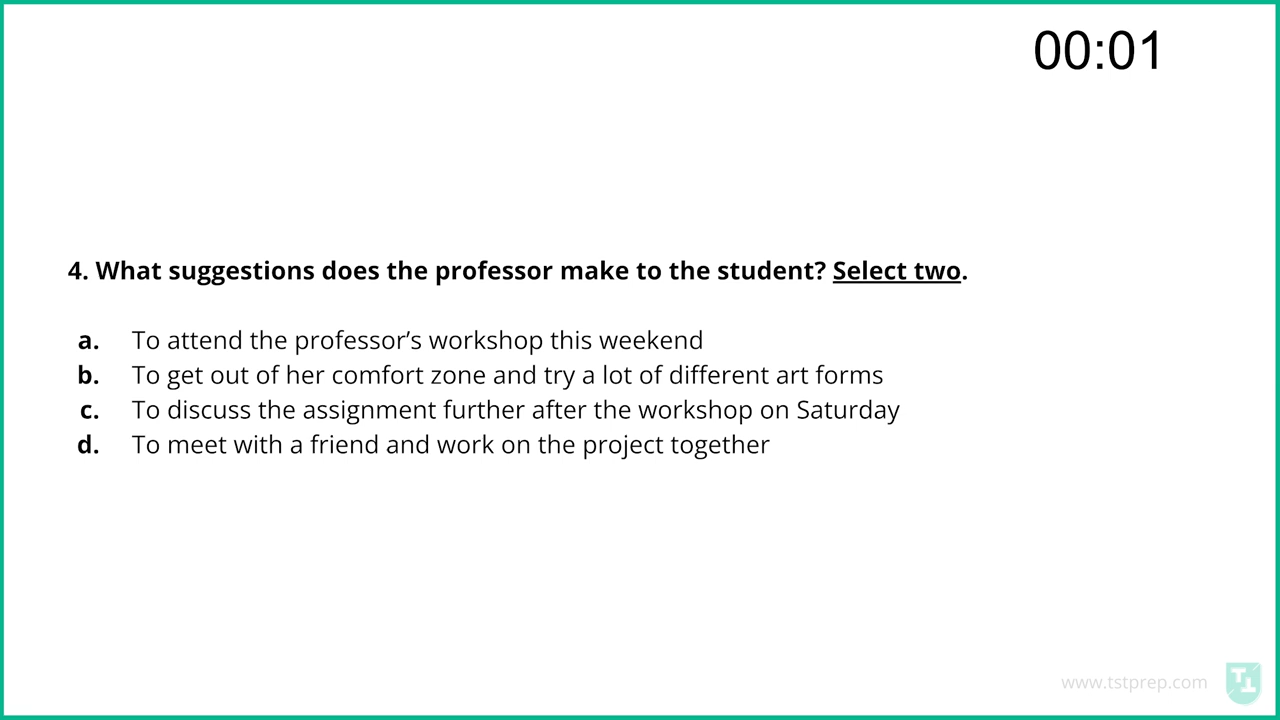 00:01
4. What suggestions does the professor make to the student? Select two.
a. To attend the professor’s workshop this weekend
b. To get out of her comfort zone and try a lot of different art forms
c. To discuss the assignment further after the workshop on Saturday
d. To meet with a friend and work on the project together
www.tstprep.com